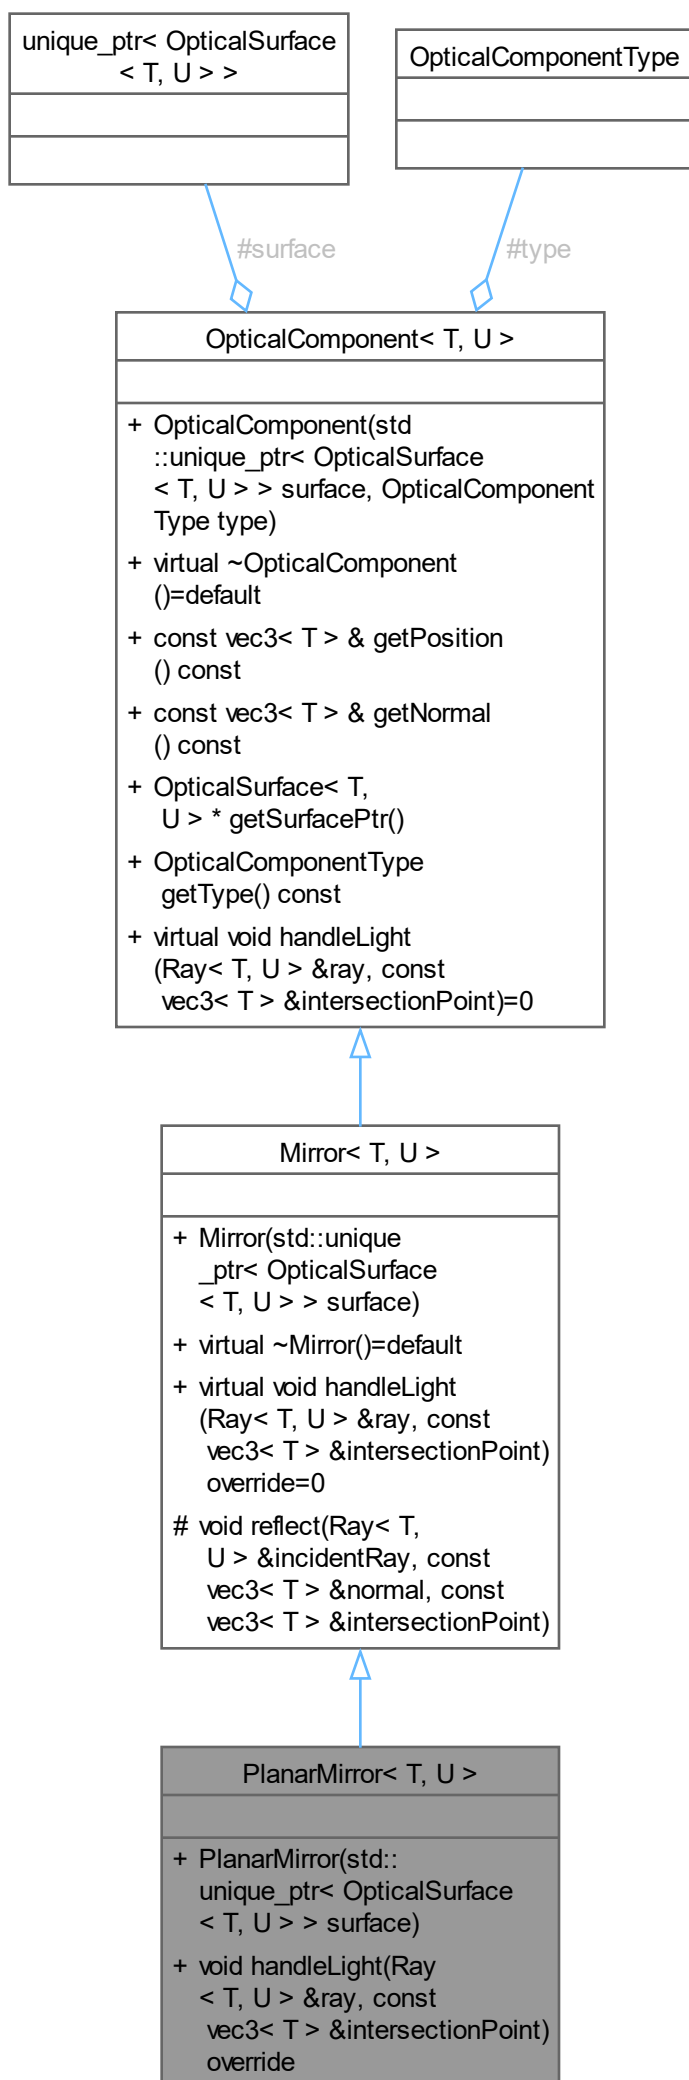 unique_ptr< OpticalSurface
< T, U > >
OpticalComponentType
#surface
#type
OpticalComponent< T, U >
+ OpticalComponent(std
::unique_ptr< OpticalSurface
< T, U > > surface, OpticalComponent
Type type)
+ virtual ~OpticalComponent
()=default
+ const vec3< T > & getPosition
() const
+ const vec3< T > & getNormal
() const
+ OpticalSurface< T,
U > * getSurfacePtr()
+ OpticalComponentType
getType() const
+ virtual void handleLight
(Ray< T, U > &ray, const
vec3< T > &intersectionPoint)=0
Mirror< T, U >
+ Mirror(std::unique
_ptr< OpticalSurface
< T, U > > surface)
+ virtual ~Mirror()=default
+ virtual void handleLight
(Ray< T, U > &ray, const
vec3< T > &intersectionPoint)
override=0
# void reflect(Ray< T,
U > &incidentRay, const
vec3< T > &normal, const
vec3< T > &intersectionPoint)
PlanarMirror< T, U >
+ PlanarMirror(std::
unique_ptr< OpticalSurface
< T, U > > surface)
+ void handleLight(Ray
< T, U > &ray, const
vec3< T > &intersectionPoint)
override